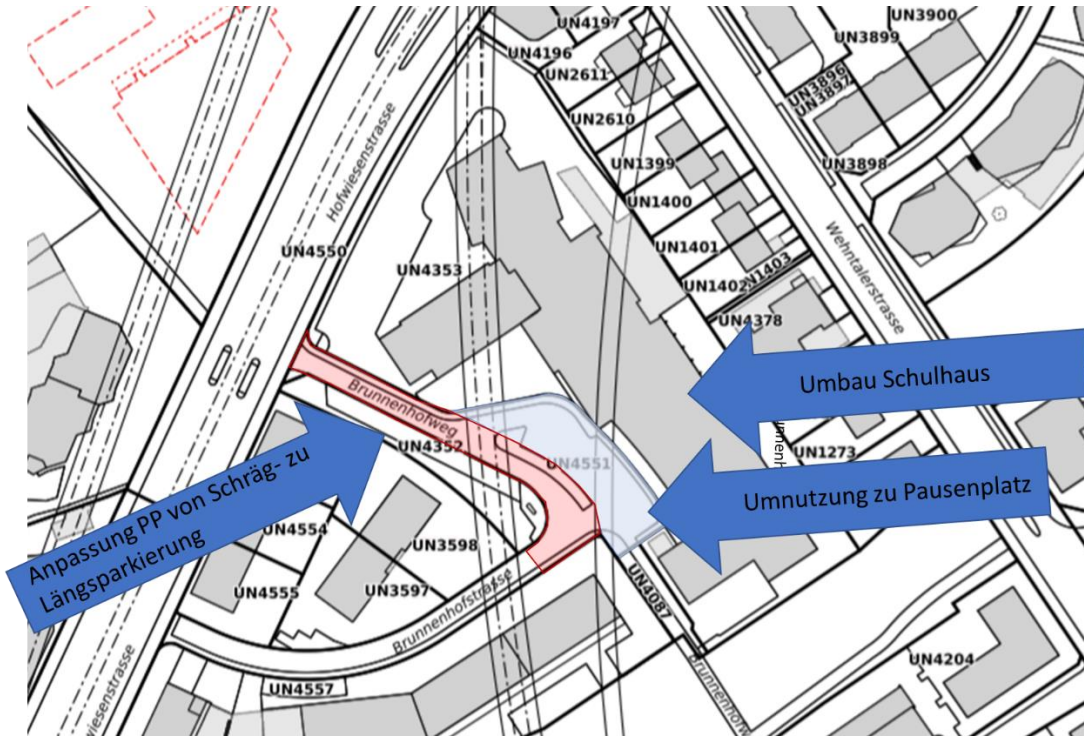 UN4197
UN3900
UN3899
UN4196
UN2611
UN3896
UN3897
UN2610
UN3898
UN1399
UN1400
Hofwiesenstrasse
UN4550
UN4353
UN1401
UN1402
UN1403
UN4378
Wehntalerstrasse
Umbau Schulhaus
Brunnenhofweg
UN4352
UN4551
UN1273
Umnutzung zu Pausenplatz
Anpassung PP von Schräg- zu
Längsparkierung
UN4554
UN3598
UN4555
UN3597
Brunnenhofstrasse
UN4087
UN4204
UN4557